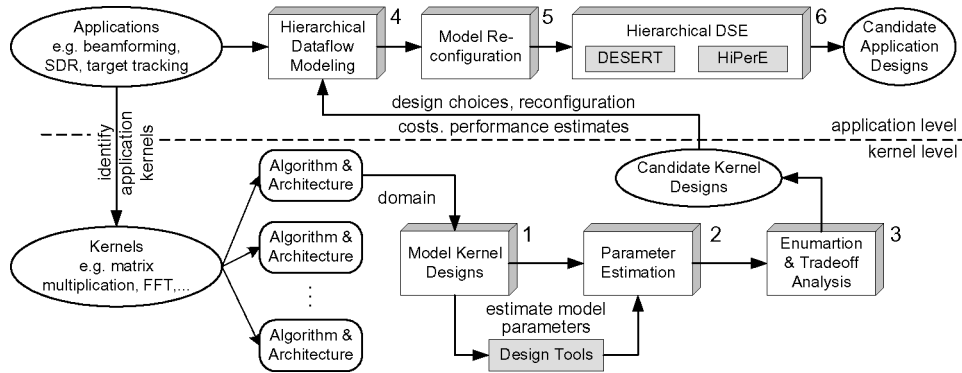 Applications
e.g. beamforming,
SDR, target tracking
Hierarchical
Dataflow
Modeling
4
Model Re-
configuration
5
Hierarchical DSE
DESERT
HiPerE
6
Candidate
Application
Designs
design choices, reconfiguration
costs. performance estimates
application level
kernel level
identify
application
kernels
Algorithm &
Architecture
domain
Candidate Kernel
Designs
Kernels
e.g. matrix
multiplication, FFT,...
Algorithm &
Architecture
⋮
Algorithm &
Architecture
Model Kernel
Designs
1
Parameter
Estimation
2
Enumartion
& Tradeoff
Analysis
3
estimate model
parameters
Design Tools